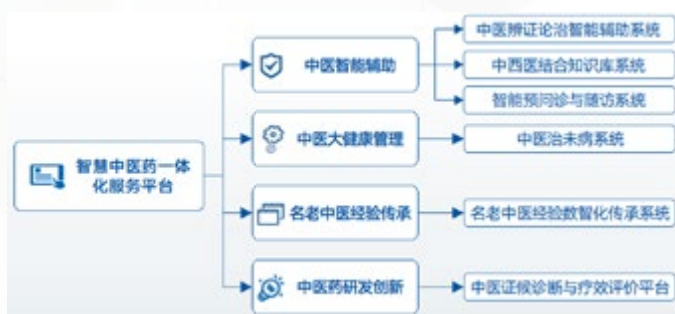 中医辨证论治智能辅助系统
中医智能辅助
中西医结合知识库系统
智能预问诊与随访系统
中医大健康管理
中医治未病系统
智慧中医药一体
化服务平台
名老中医经验传承
名老中医经验数智化传承系统
中医药研发创新
中医证候诊断与疗效评价平台